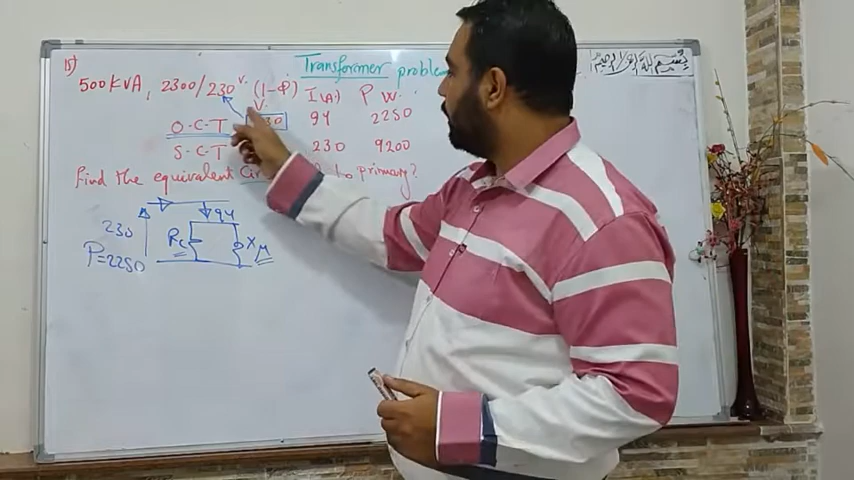 Transformer problem
15)
500 KVA, 2300/230 V. (1-Φ)
V. I(A) P W.
O.C.T 230 94 2250
S.C.T 230 9200
Find The equivalent primary?
94
230 Rc XM
P=2250